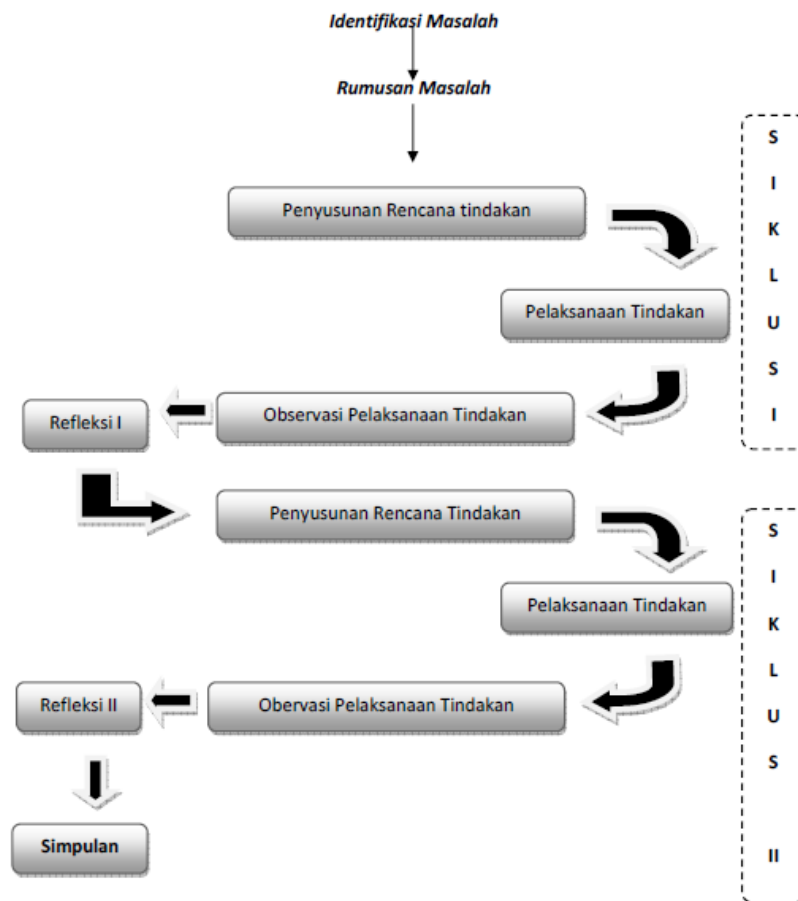 Identifikasi Masalah
Rumusan Masalah
Penyusunan Rencana tindakan
Pelaksanaan Tindakan
Observasi Pelaksanaan Tindakan
Refleksi I
Penyusunan Rencana Tindakan
Pelaksanaan Tindakan
Obervasi Pelaksanaan Tindakan
Refleksi II
Simpulan
S
I
K
L
U
S
I
S
I
K
L
U
S
II